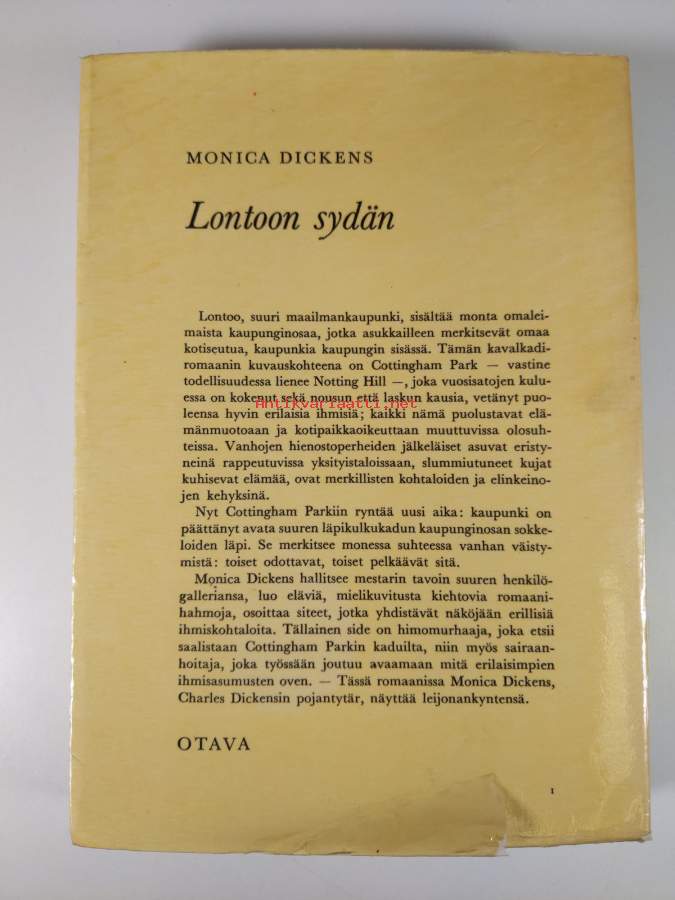 MONICA DICKENS
Lontoon sydän
Lontoo, suuri maailmankaupunki, sisältää monta omalei-
maista kaupunginosaa, jotka asukkailleen merkitsevät omaa
kotiseutua, kaupunkia kaupungin sisässä. Tämän kavalkadi-
romaanin kuvauskohteena on Cottingham Park — vastine
todellisuudessa lienee Notting Hill —, joka vuosisatojen kulu-
essa on kokenut sekä nousun että laskun kausia, vetänyt puo-
leensa hyvin erilaisia ihmisiä; kaikki nämä puolustavat elä-
mänmuotoaan ja kotipaikkaoikeuttaan muuttuvissa olosuh-
teissa. Vanhojen hienostoperheiden jälkeläiset asuvat eristy-
neinä rappeutuvissa yksityistaloissaan, slummiutuneet kujat
kuhisevat elämää, ovat merkillisten kohtaloiden ja elinkeino-
jen kehyksinä.
Nyt Cottingham Parkiin ryntää uusi aika: kaupunki on
päättänyt avata suuren läpikulkukadun kaupunginosan sokke-
loiden läpi. Se merkitsee monessa suhteessa vanhan väisty-
mistä: toiset odottavat, toiset pelkäävät sitä.
Monica Dickens hallitsee mestarin tavoin suuren henkilö-
galleriansa, luo eläviä, mielikuvitusta kiehtovia romaani-
hahmoja, osoittaa siteet, jotka yhdistävät näköjään erillisiä
ihmiskohtaloita. Tällainen side on himomurhaaja, joka etsii
saalistaan Cottingham Parkin kaduilta, niin myös sairaan-
hoitaja, joka työssään joutuu avaamaan mitä erilaisimpien
ihmisasumusten oven. — Tässä romaanissa Monica Dickens,
Charles Dickensin pojantytär, näyttää leijonankyntensä.
OTAVA
1
antikvariaatti.net